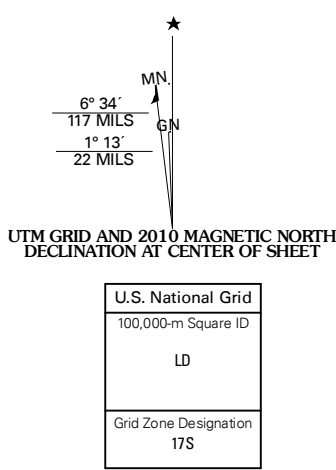 MN.
6° 34´
117 MILS
GN
1° 13´
22 MILS
UTM GRID AND 2010 MAGNETIC NORTH
DECLINATION AT CENTER OF SHEET
U.S. National Grid
100,000-m Square ID
LD
Grid Zone Designation
17S